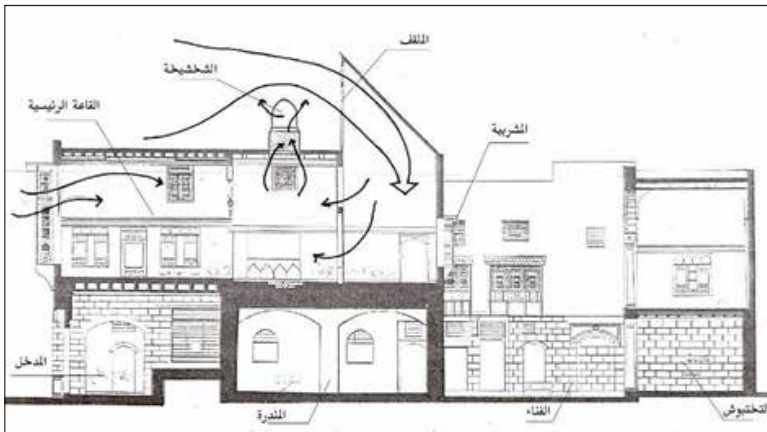 الملقف
الشخشيخة
القاعة الرئيسية
المشربية
المدخل
المندرة
الفناء
التختبوش